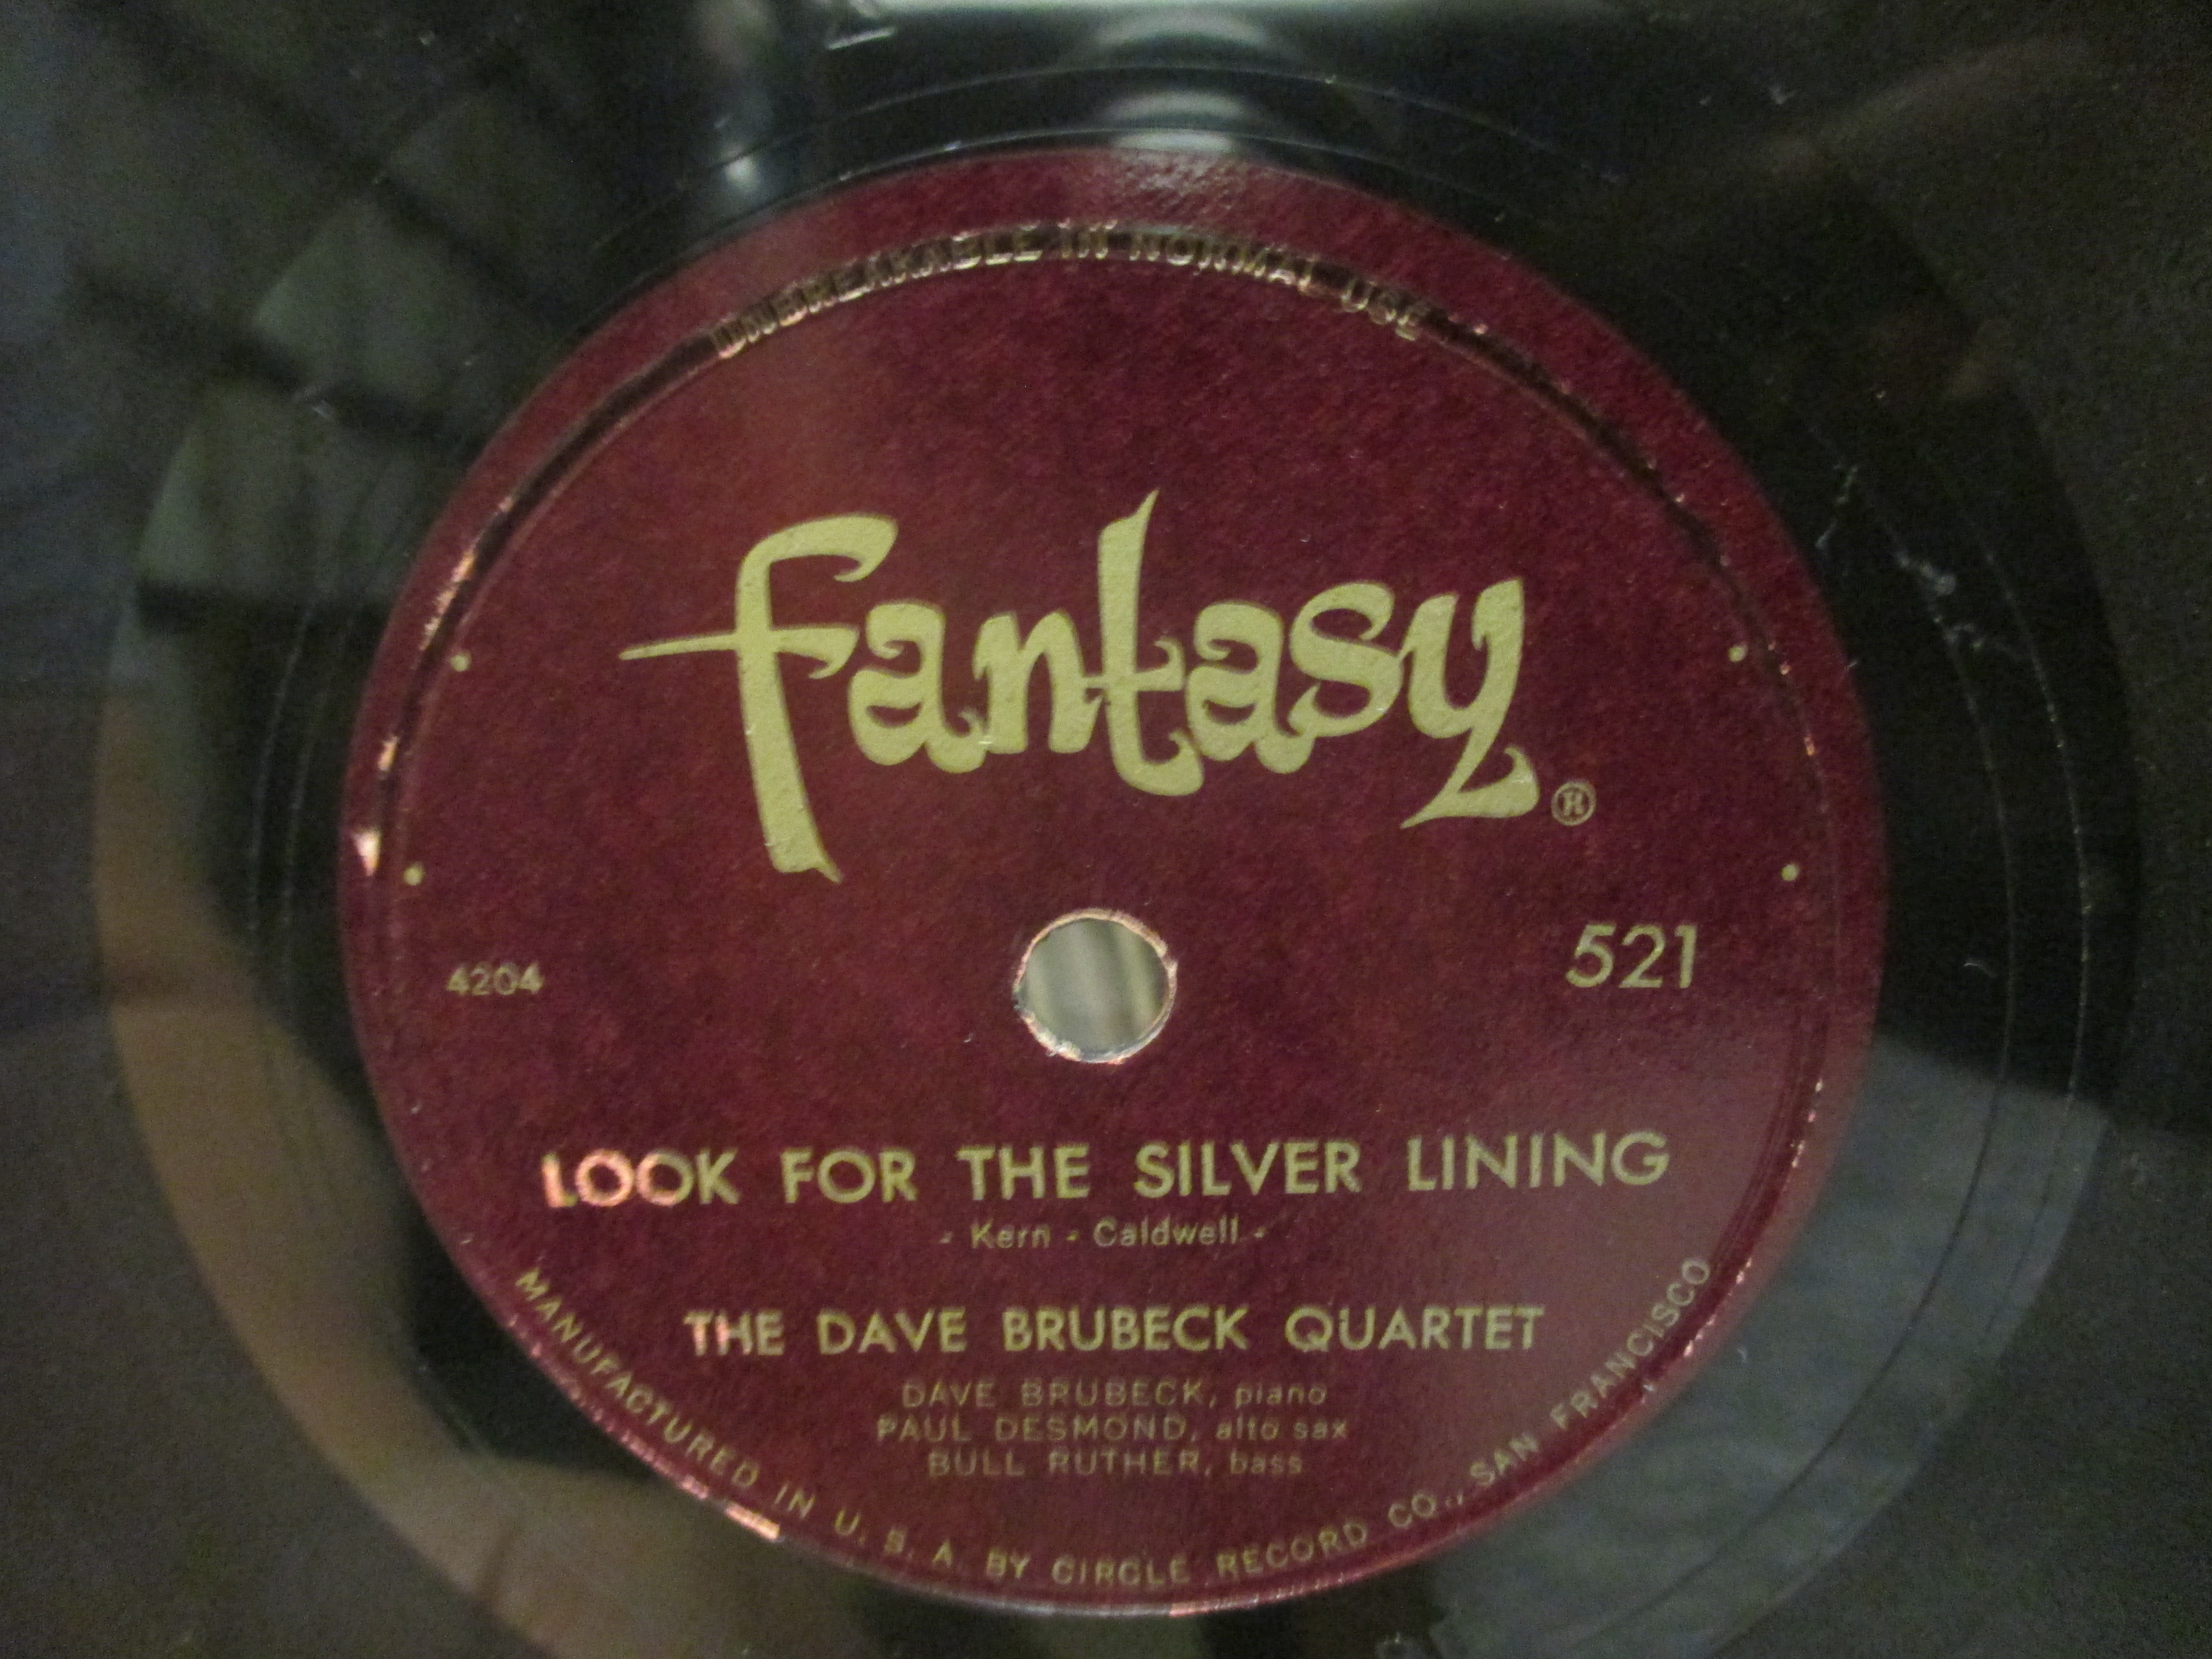 UNBREAKABLE IN NORMAL USE
fantasy ®
521
4204
LOOK FOR THE SILVER LINING
- Kern - Caldwell -
THE DAVE BRUBECK QUARTET
DAVE BRUBECK, piano
PAUL DESMOND, alto sax
BULL RUTHER, bass
MANUFACTURED IN U. S. A. BY CIRCLE RECORD CO., SAN FRANCISCO